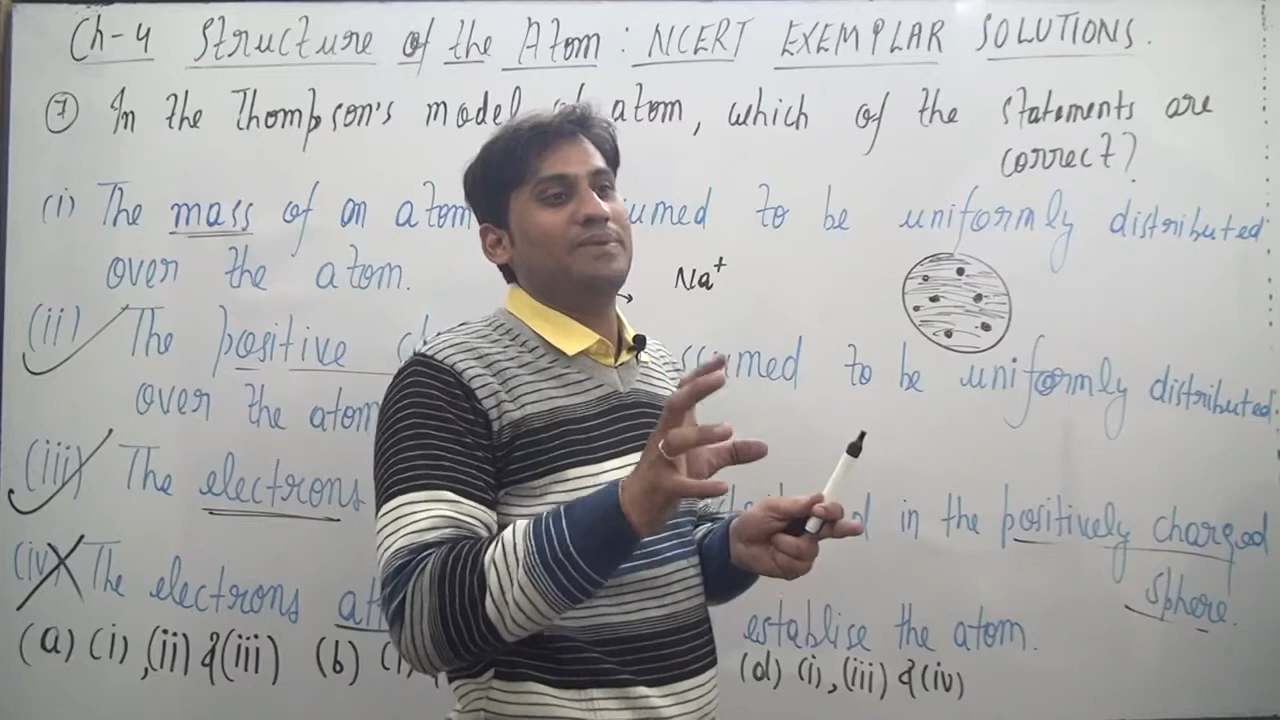 Ch-4 Structure of the Atom : NCERT EXEMPLAR SOLUTIONS.
7 In the Thompson's model of atom, which of the statements are
correct?
(i) The mass of an atom umed to be uniformly distributed
over the atom.
Na+
(ii) The positive ssumed to be uniformly distributed
over the atom
(iii) The electrons in the positively charged
sphere.
(iv) The electrons establise the atom.
(a) (i), (ii) & (iii) (b) (i) (d) (i), (iii) & (iv)